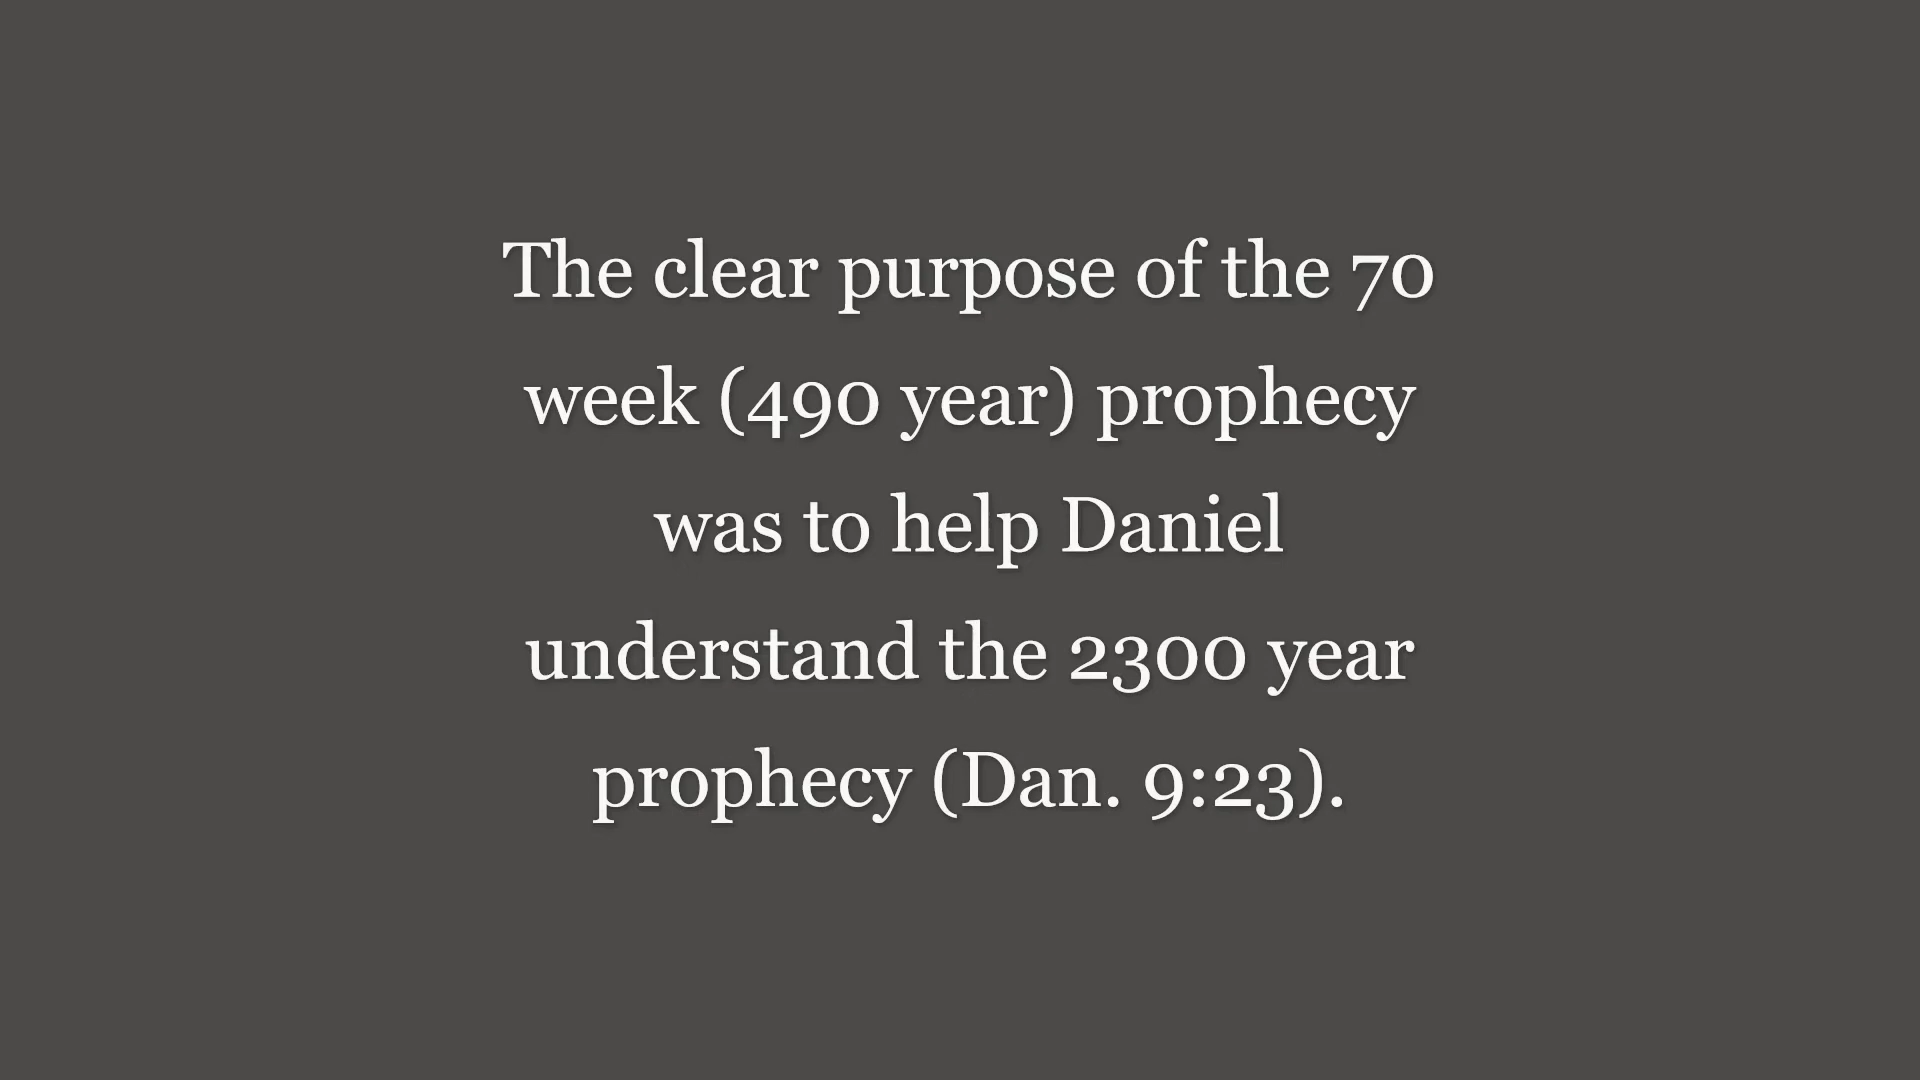 The clear purpose of the 70
week (490 year) prophecy
was to help Daniel
understand the 2300 year
prophecy (Dan. 9:23).